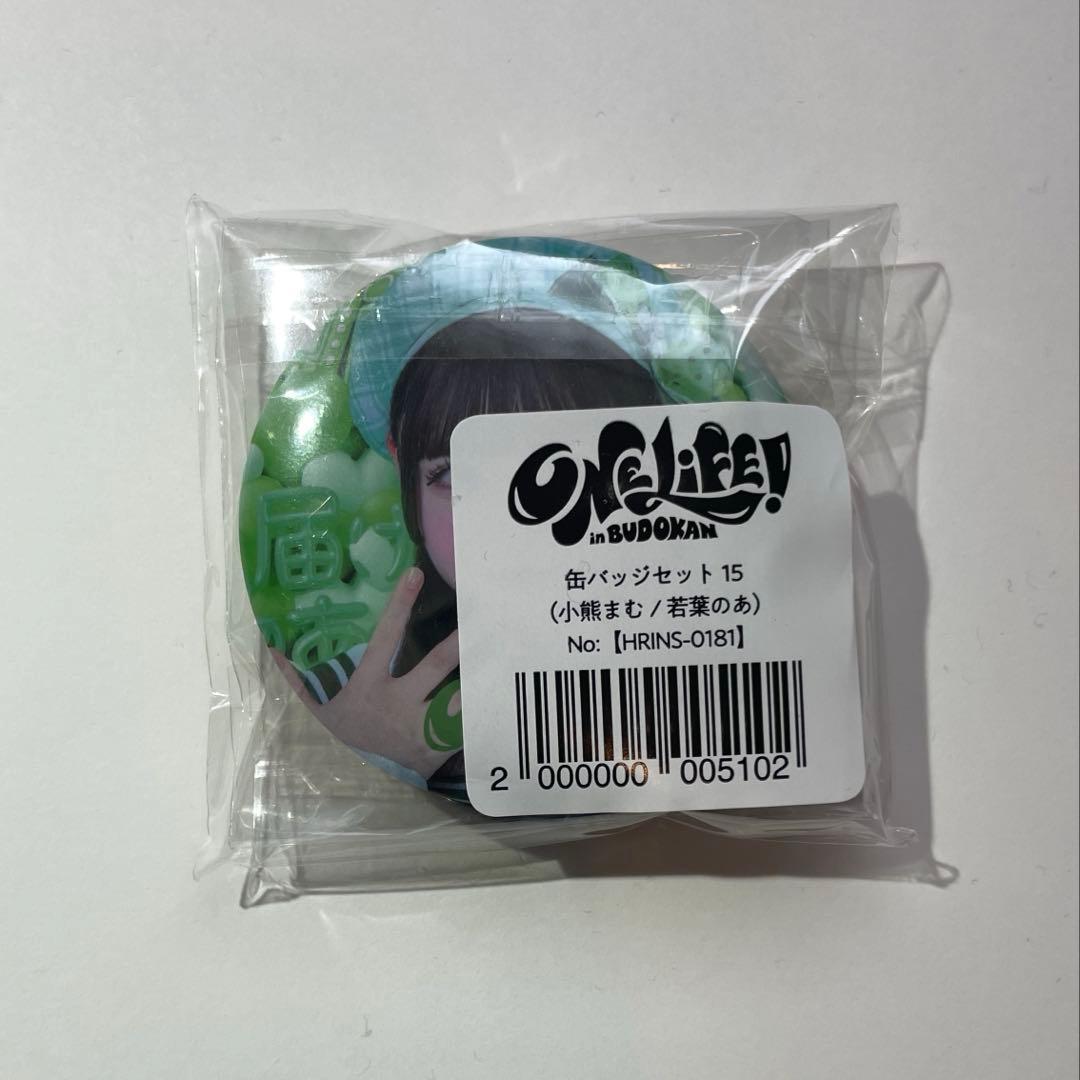 届
ONE LiFE!
in BUDOKAN
缶バッジセット 15
(小熊まむ / 若葉のあ)
No:【HRINS-0181】
2 000000 005102